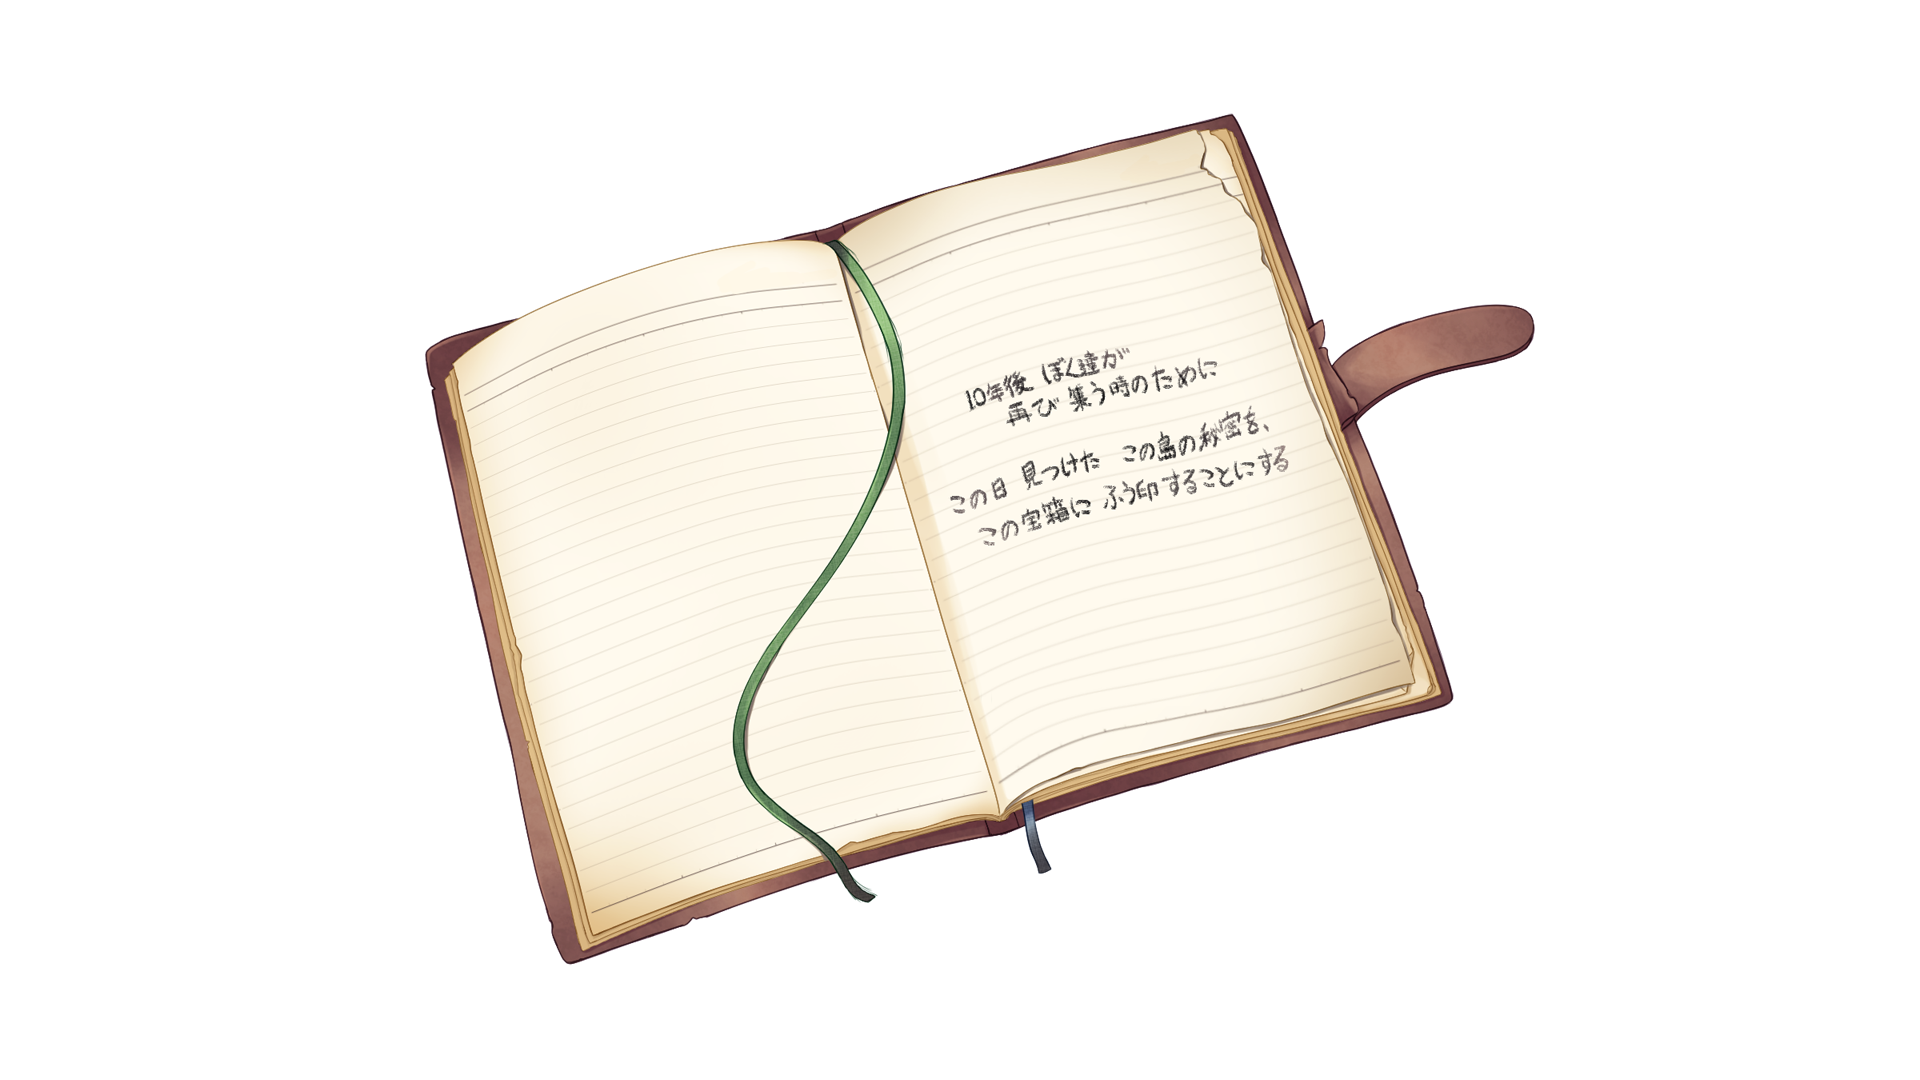 10年後 ぼく達が
再び 集う時のために
この日 見つけた この島の秘密を、
この宝箱に ふう印することにする